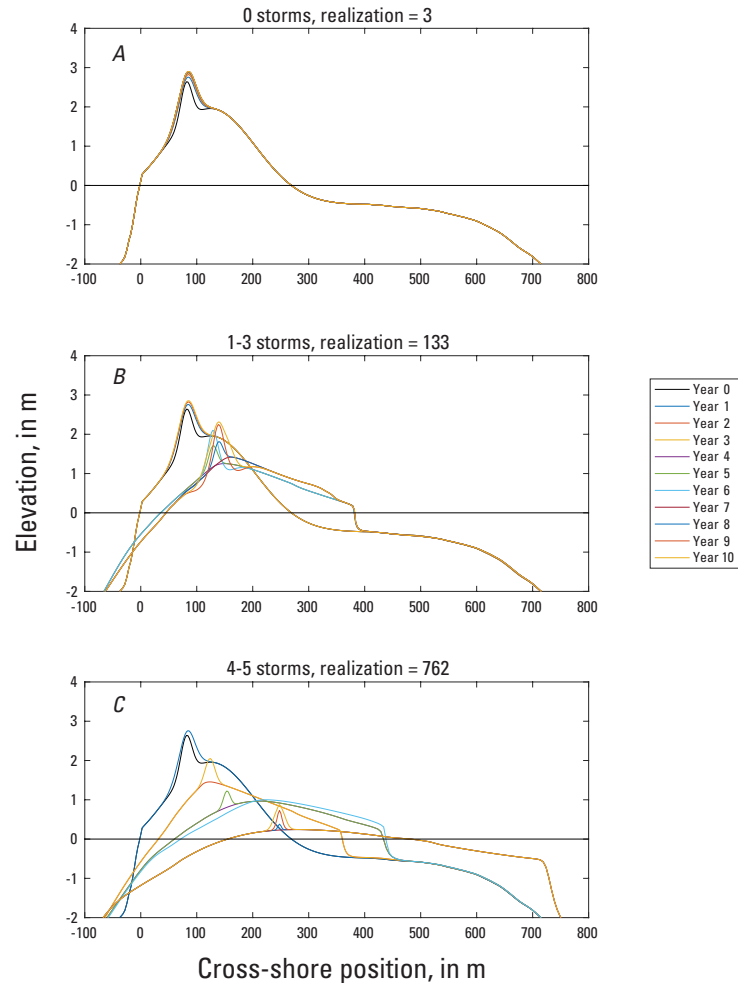 0 storms, realization = 3
A
4
3
2
1
0
-1
-2
-100 0 100 200 300 400 500 600 700 800
1-3 storms, realization = 133
B
4
3
2
1
0
-1
-2
-100 0 100 200 300 400 500 600 700 800
Elevation, in m
Year 0
Year 1
Year 2
Year 3
Year 4
Year 5
Year 6
Year 7
Year 8
Year 9
Year 10
4-5 storms, realization = 762
C
4
3
2
1
0
-1
-2
-100 0 100 200 300 400 500 600 700 800
Cross-shore position, in m